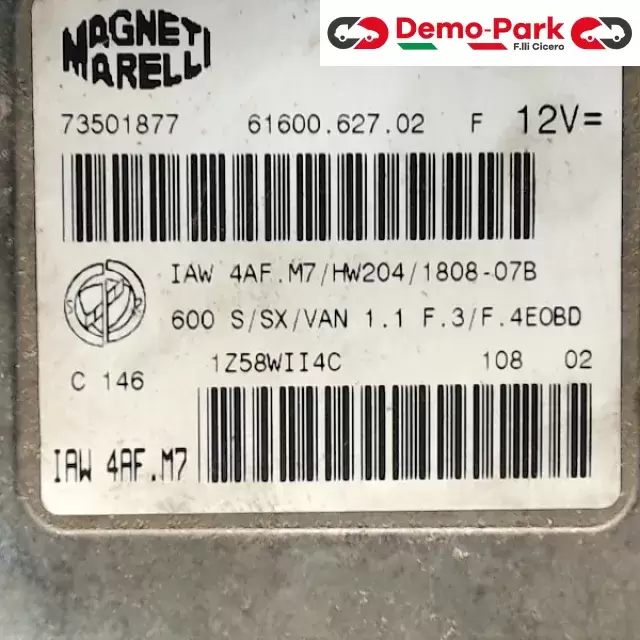 MAGNETI
MARELLI
Demo-Park
F.lli Cicero
73501877 61600.627.02 F 12V=
IAW 4AF.M7/HW204/1808-07B
600 S/SX/VAN 1.1 F.3/F.4EOBD
1Z58WII4C 108 02
C 146
IAW 4AF.M7